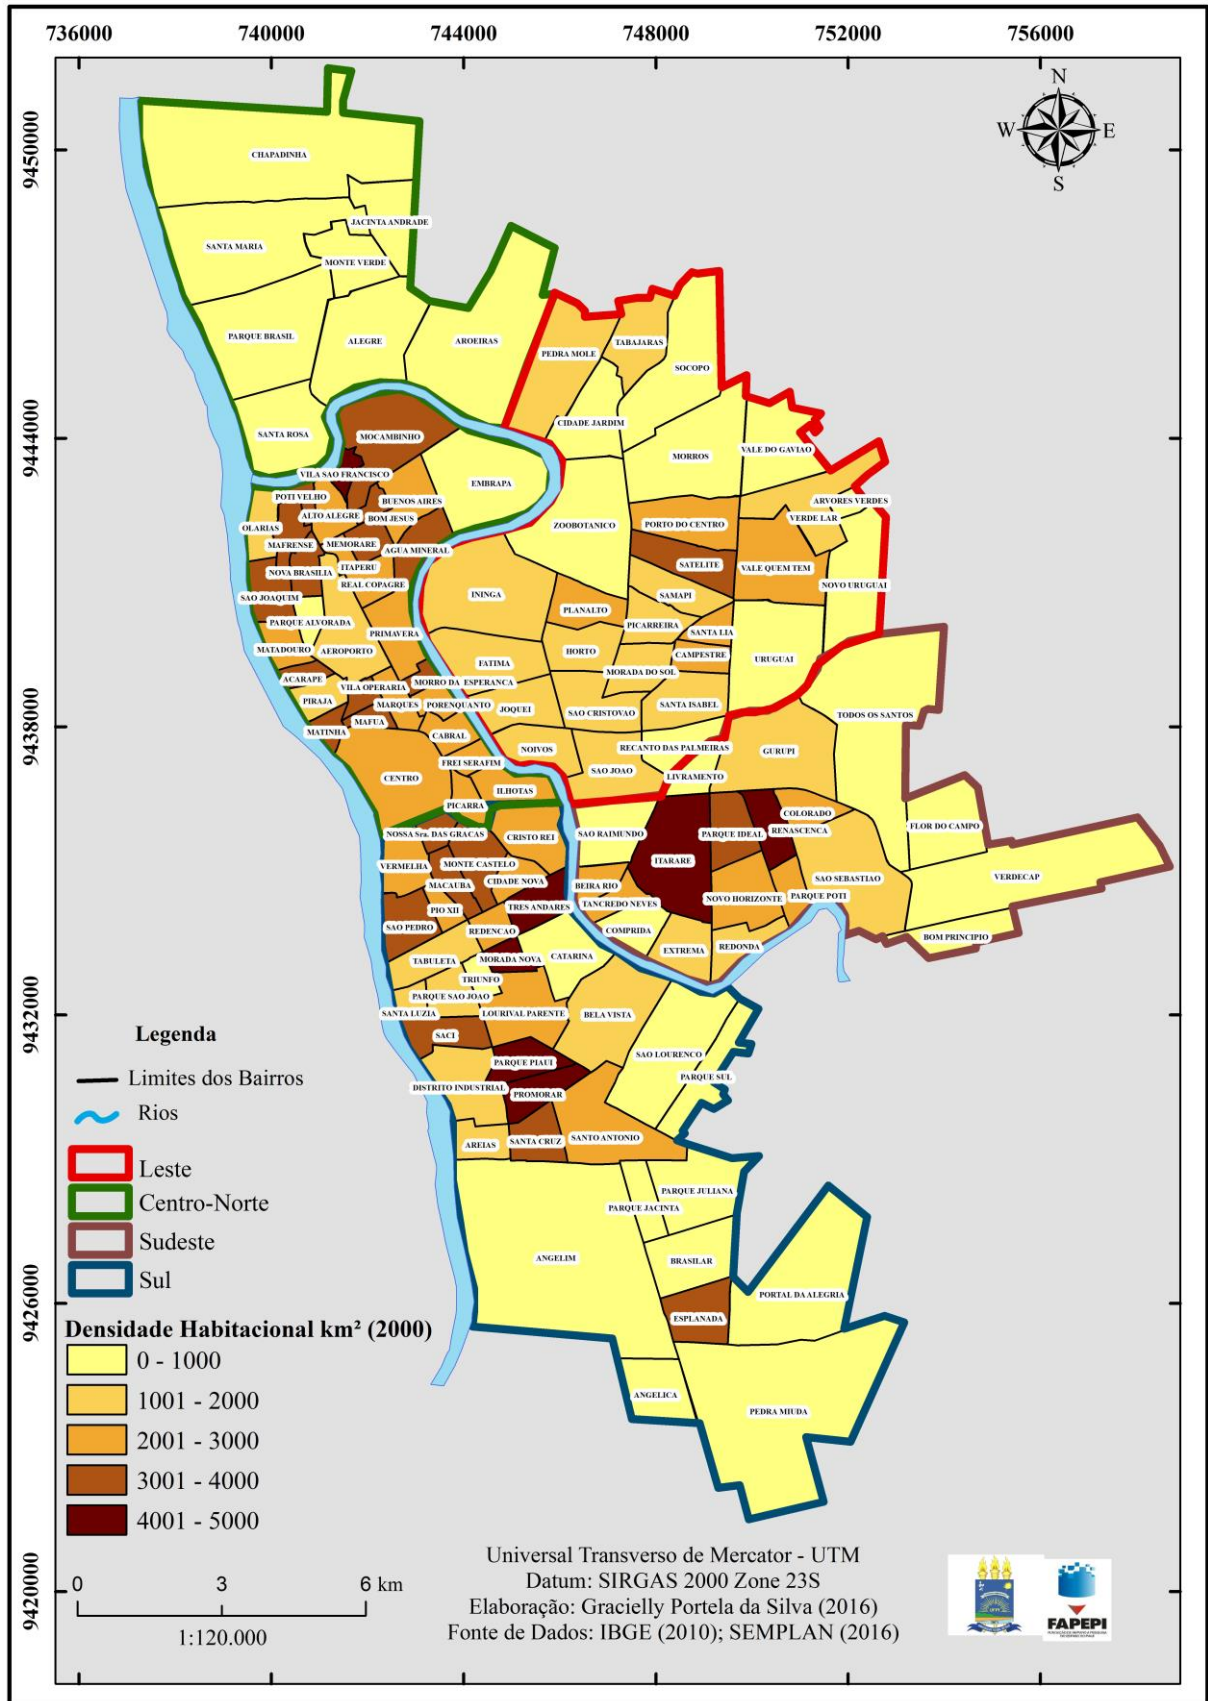 736000 740000 744000 748000 752000 756000
9450000
9444000
9438000
9432000
9426000
9420000
N
W E
S
CHAPADINHA
JACINTA ANDRADE
SANTA MARIA
MONTE VERDE
PARQUE BRASIL
ALEGRE
AROEIRAS
PEDRA MOLE
TABAJARAS
SOCOPO
SANTA ROSA
MOCAMBINHO
CIDADE JARDIM
MORROS
VALE DO GAVIAO
VILA SAO FRANCISCO
EMBRAPA
POTI VELHO
BUENOS AIRES
ARVORES VERDES
OLARIAS
ALTO ALEGRE
BOM JESUS
ZOOBOTANICO
PORTO DO CENTRO
VERDE LAR
MAFRENSE
MEMORARE
AGUA MINERAL
NOVA BRASILIA
ITAPERU
SATELITE
VALE QUEM TEM
REAL COPAGRE
NOVO URUGUAI
SAO JOAQUIM
ININGA
SAMAPI
PLANALTO
PARQUE ALVORADA
PRIMAVERA
PICARREIRA
SANTA LIA
MATADOURO
AEROPORTO
HORTO
CAMPESTRE
URUGUAI
FATIMA
MORADA DO SOL
ACARAPE
VILA OPERARIA
MORRO DA ESPERANCA
PIRAJA
MARQUES
PORENQUANTO
JOQUEI
SAO CRISTOVAO
SANTA ISABEL
TODOS OS SANTOS
MATINHA
MAFUA
CABRAL
NOIVOS
RECANTO DAS PALMEIRAS
GURUPI
FREI SERAFIM
SAO JOAO
LIVRAMENTO
CENTRO
ILHOTAS
PICARRA
COLORADO
NOSSA Sra. DAS GRACAS
CRISTO REI
SAO RAIMUNDO
PARQUE IDEAL
RENASCENCA
FLOR DO CAMPO
VERMELHA
MONTE CASTELO
ITARARE
SAO SEBASTIAO
VERDECAP
MACAUBA
CIDADE NOVA
BEIRA RIO
NOVO HORIZONTE
PARQUE POTI
PIO XII
TRES ANDARES
TANCREDO NEVES
SAO PEDRO
REDENCAO
COMPRIDA
BOM PRINCIPIO
EXTREMA
REDONDA
TABULETA
MORADA NOVA
CATARINA
TRIUNFO
PARQUE SAO JOAO
SANTA LUZIA
LOURIVAL PARENTE
BELA VISTA
SACI
SAO LOURENCO
PARQUE PIAUI
PARQUE SUL
DISTRITO INDUSTRIAL
PROMORAR
AREIAS
SANTA CRUZ
SANTO ANTONIO
PARQUE JULIANA
PARQUE JACINTA
ANGELIM
BRASILAR
PORTAL DA ALEGRIA
ESPLANADA
ANGELICA
PEDRA MIUDA
Legenda
Limites dos Bairros
Rios
Leste
Centro-Norte
Sudeste
Sul
Densidade Habitacional km² (2000)
0 - 1000
1001 - 2000
2001 - 3000
3001 - 4000
4001 - 5000
0 3 6 km
1:120.000
Universal Transverso de Mercator - UTM
Datum: SIRGAS 2000 Zone 23S
Elaboração: Gracielly Portela da Silva (2016)
Fonte de Dados: IBGE (2010); SEMPLAN (2016)
FAPEPI